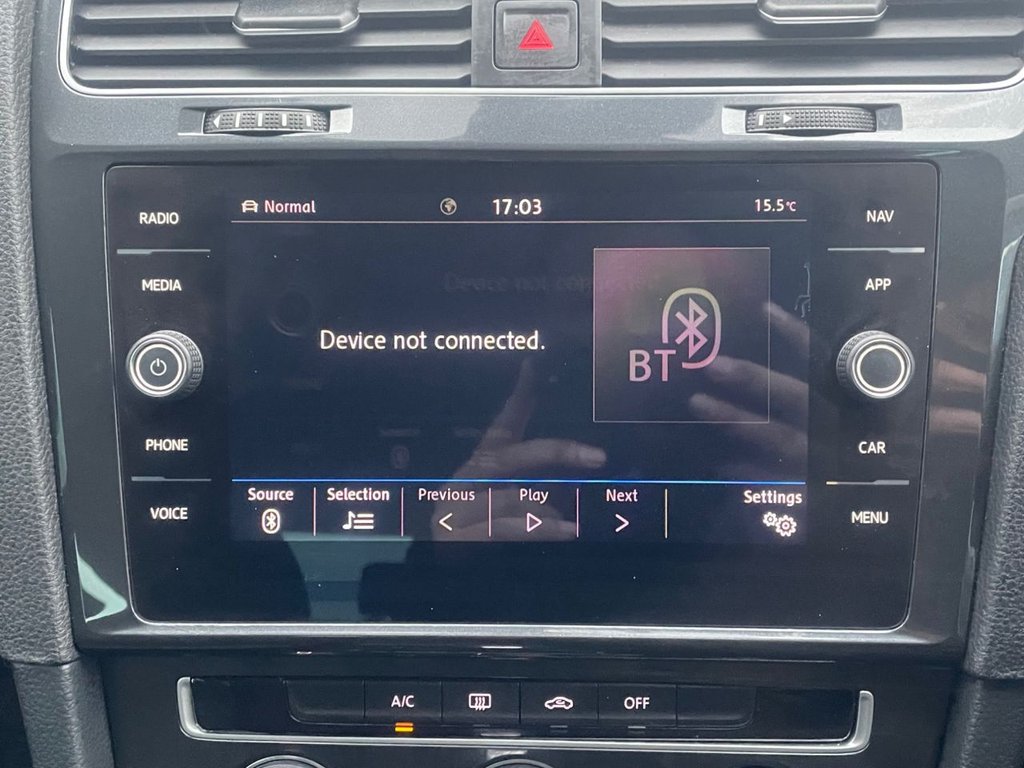 RADIO
MEDIA
PHONE
VOICE
Normal 17:03 15.5°C
Device not connected.
BT
Source Selection Previous Play Next Settings
NAV
APP
CAR
MENU
A/C OFF